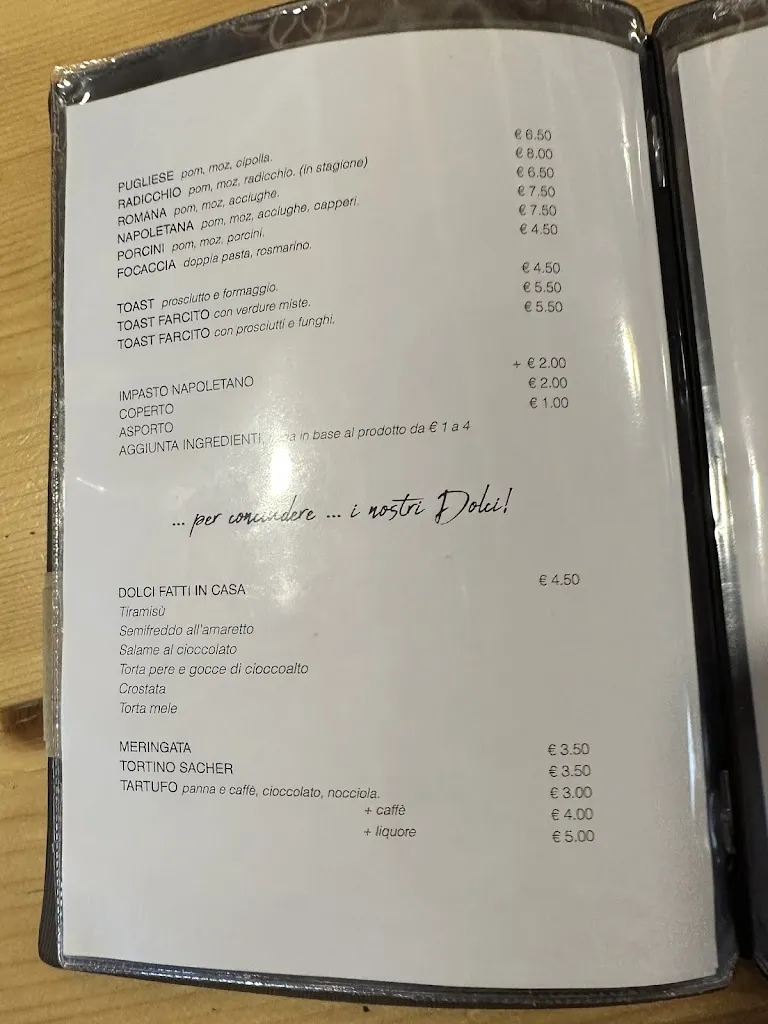 PUGLIESE pom, moz, cipolla. € 6.50
RADICCHIO pom, moz, radicchio. (in stagione) € 8.00
ROMANA pom, moz, acciughe. € 6.50
NAPOLETANA pom, moz, acciughe, capperi. € 7.50
PORCINI pom, moz, porcini. € 7.50
FOCACCIA doppia pasta, rosmarino. € 4.50
TOAST prosciutto e formaggio. € 4.50
TOAST FARCITO con verdure miste. € 5.50
TOAST FARCITO con prosciutti e funghi. € 5.50
IMPASTO NAPOLETANO + € 2.00
COPERTO € 2.00
ASPORTO € 1.00
AGGIUNTA INGREDIENTI, in base al prodotto da € 1 a 4
... per concludere ... i nostri Dolci!
DOLCI FATTI IN CASA € 4.50
Tiramisù
Semifreddo all'amaretto
Salame al cioccolato
Torta pere e gocce di cioccoalto
Crostata
Torta mele
MERINGATA € 3.50
TORTINO SACHER € 3.50
TARTUFO panna e caffè, cioccolato, nocciola. € 3.00
+ caffè € 4.00
+ liquore € 5.00